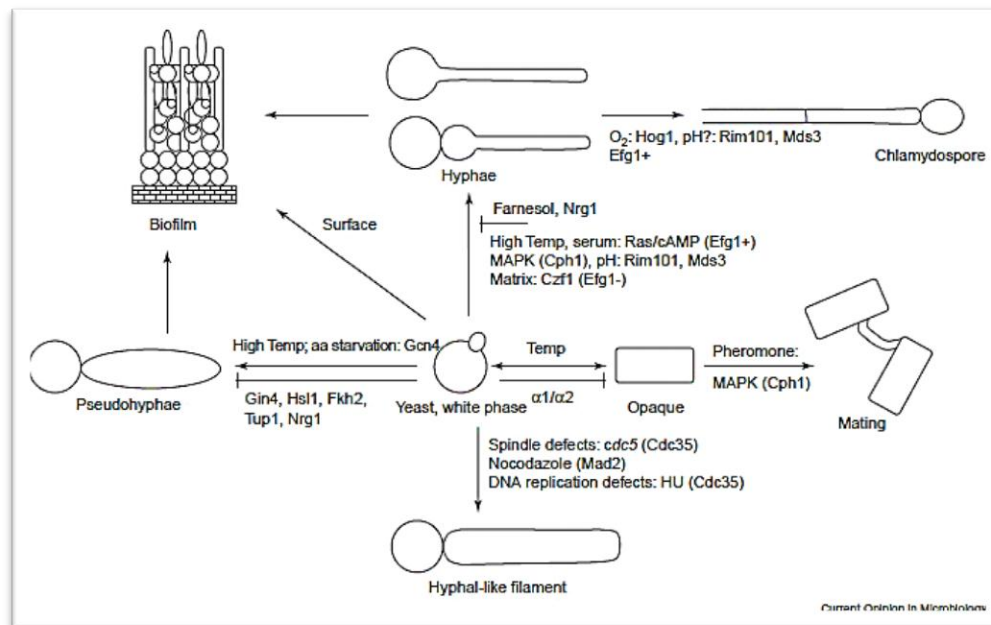 O2: Hog1, pH?: Rim101, Mds3
Efg1+
Chlamydospore
Hyphae
Biofilm
Surface
Farnesol, Nrg1
High Temp, serum: Ras/cAMP (Efg1+)
MAPK (Cph1), pH: Rim101, Mds3
Matrix: Czf1 (Efg1-)
High Temp; aa starvation: Gcn4
Temp
Pheromone:
MAPK (Cph1)
Pseudohyphae
Gin4, Hsl1, Fkh2,
Tup1, Nrg1
Yeast, white phase
α1/α2
Opaque
Mating
Spindle defects: cdc5 (Cdc35)
Nocodazole (Mad2)
DNA replication defects: HU (Cdc35)
Hyphal-like filament
Current Opinion in Microbiology